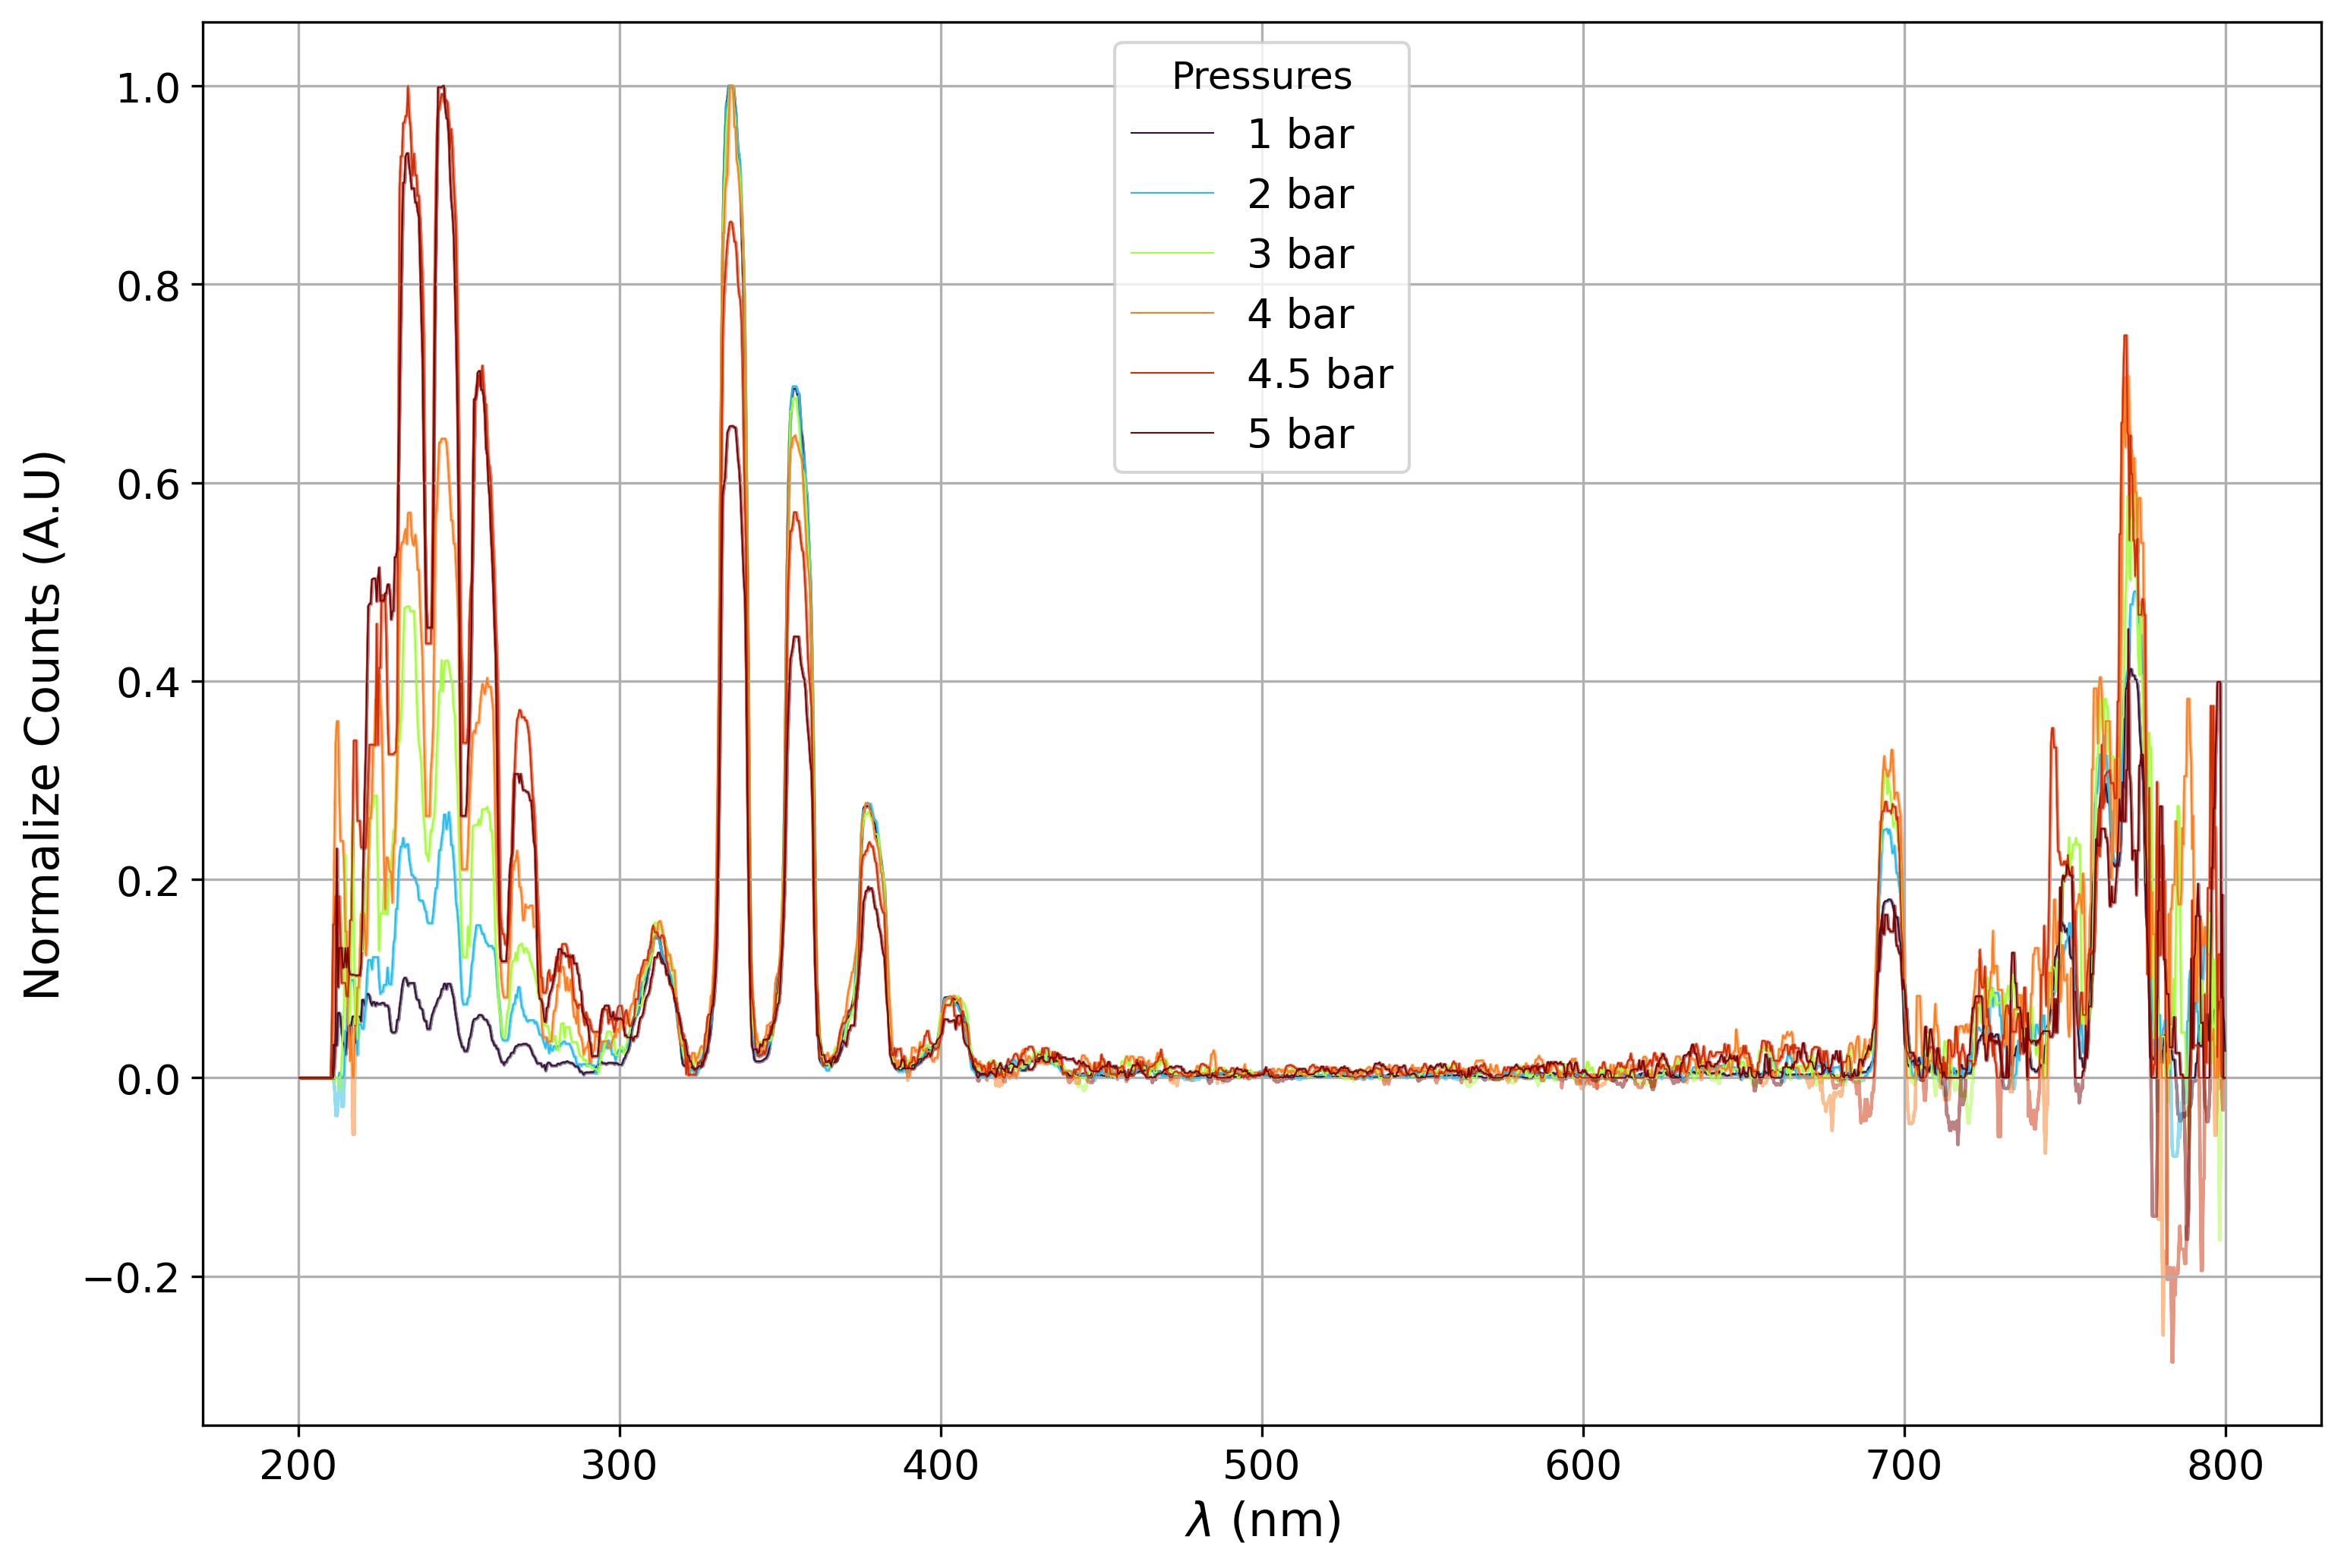 Normalize Counts (A.U)
1.0
0.8
0.6
0.4
0.2
0.0
−0.2
Pressures
1 bar
2 bar
3 bar
4 bar
4.5 bar
5 bar
200 300 400 500 600 700 800
λ (nm)